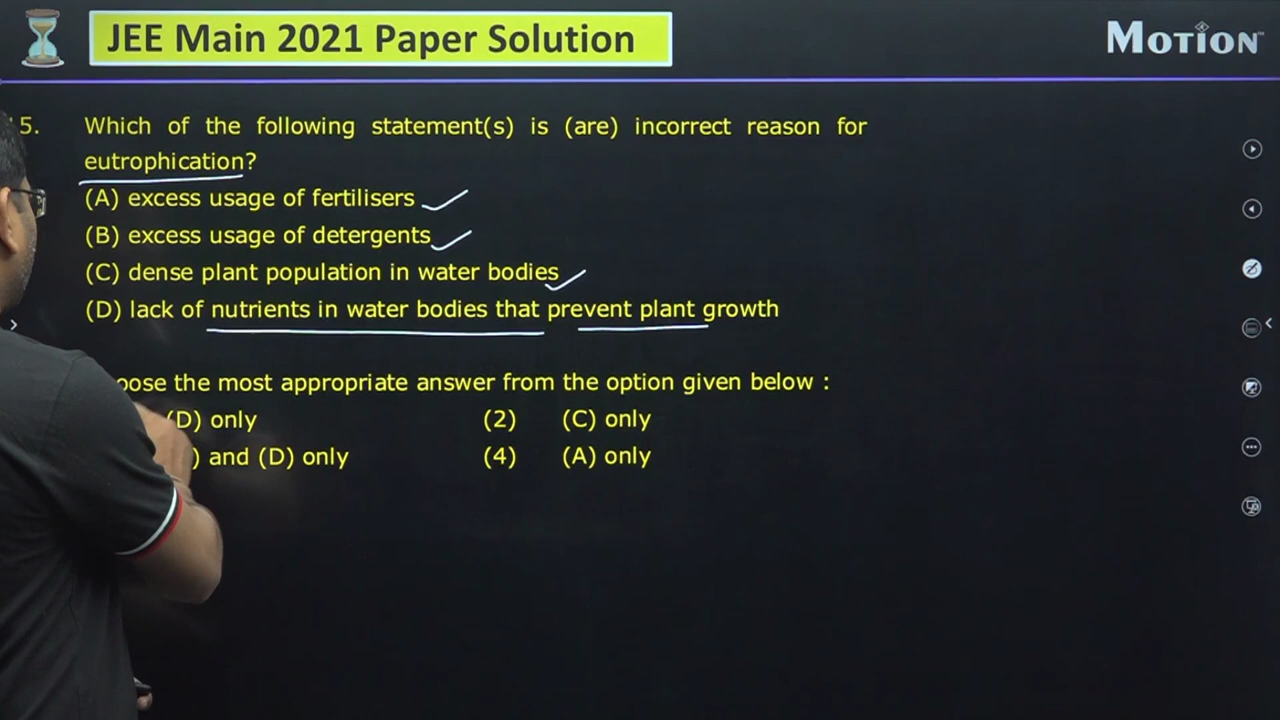 JEE Main 2021 Paper Solution
MOTION
5. Which of the following statement(s) is (are) incorrect reason for
eutrophication?
(A) excess usage of fertilisers
(B) excess usage of detergents
(C) dense plant population in water bodies
(D) lack of nutrients in water bodies that prevent plant growth
the most appropriate answer from the option given below :
(D) only (2) (C) only
and (D) only (4) (A) only